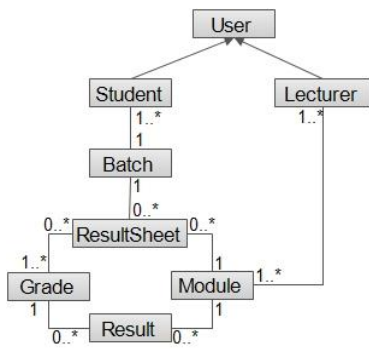 User
Student
Lecturer
1..*
1..*
1
Batch
1
0..*
0..*
ResultSheet
0..*
1..*
1
Grade
Module
1..*
1
1
0..*
Result
0..*